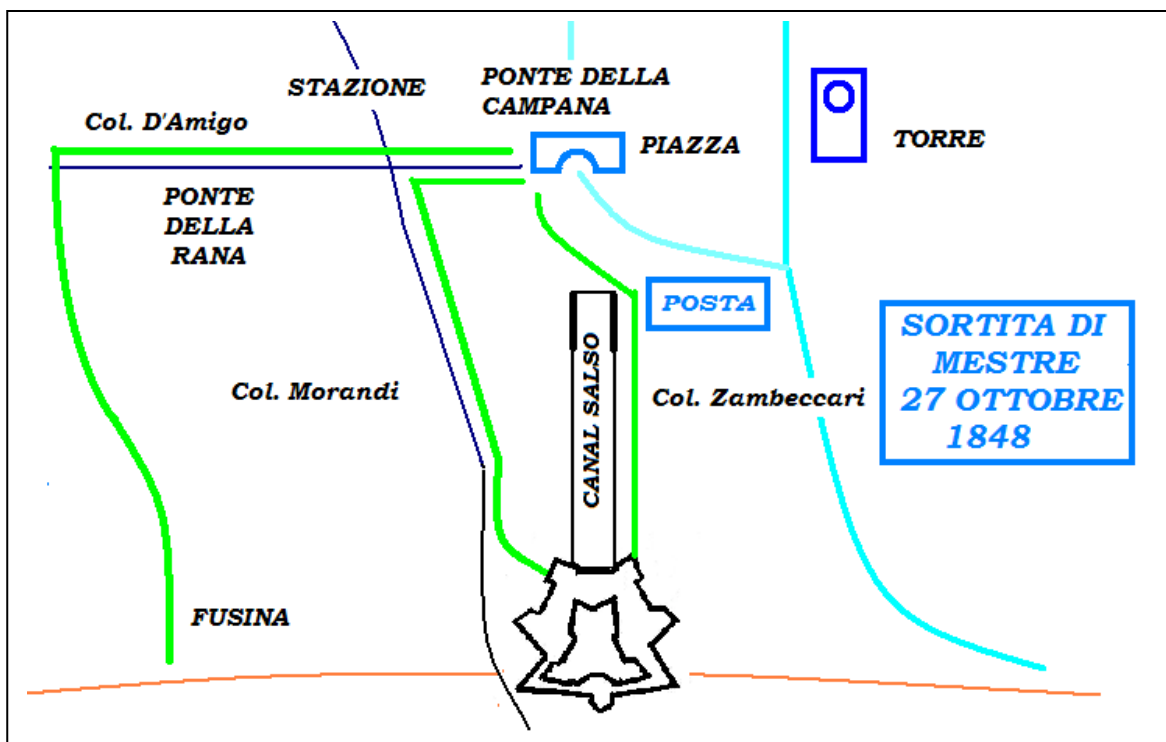 STAZIONE
PONTE DELLA
CAMPANA
Col. D'Amigo
PIAZZA
TORRE
PONTE
DELLA
RANA
POSTA
SORTITA DI
MESTRE
27 OTTOBRE
1848
CANAL SALSO
Col. Morandi
Col. Zambeccari
FUSINA